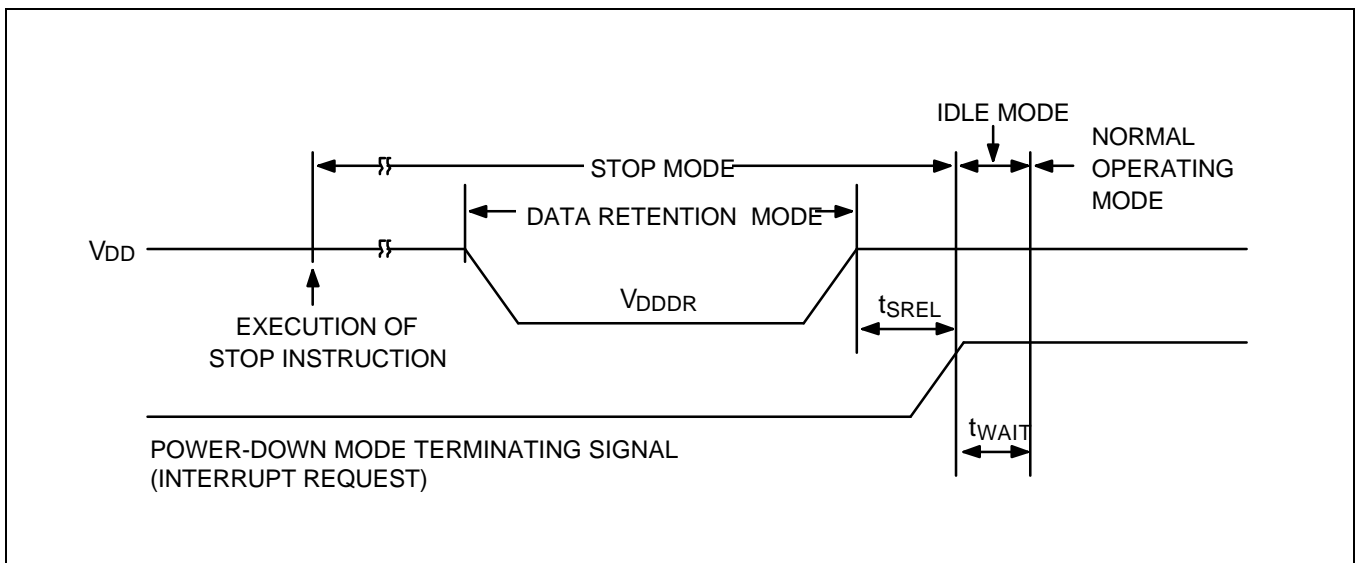 IDLE MODE
NORMAL
OPERATING
MODE
STOP MODE
DATA RETENTION MODE
VDD
VDDDR
tSREL
EXECUTION OF
STOP INSTRUCTION
tWAIT
POWER-DOWN MODE TERMINATING SIGNAL
(INTERRUPT REQUEST)